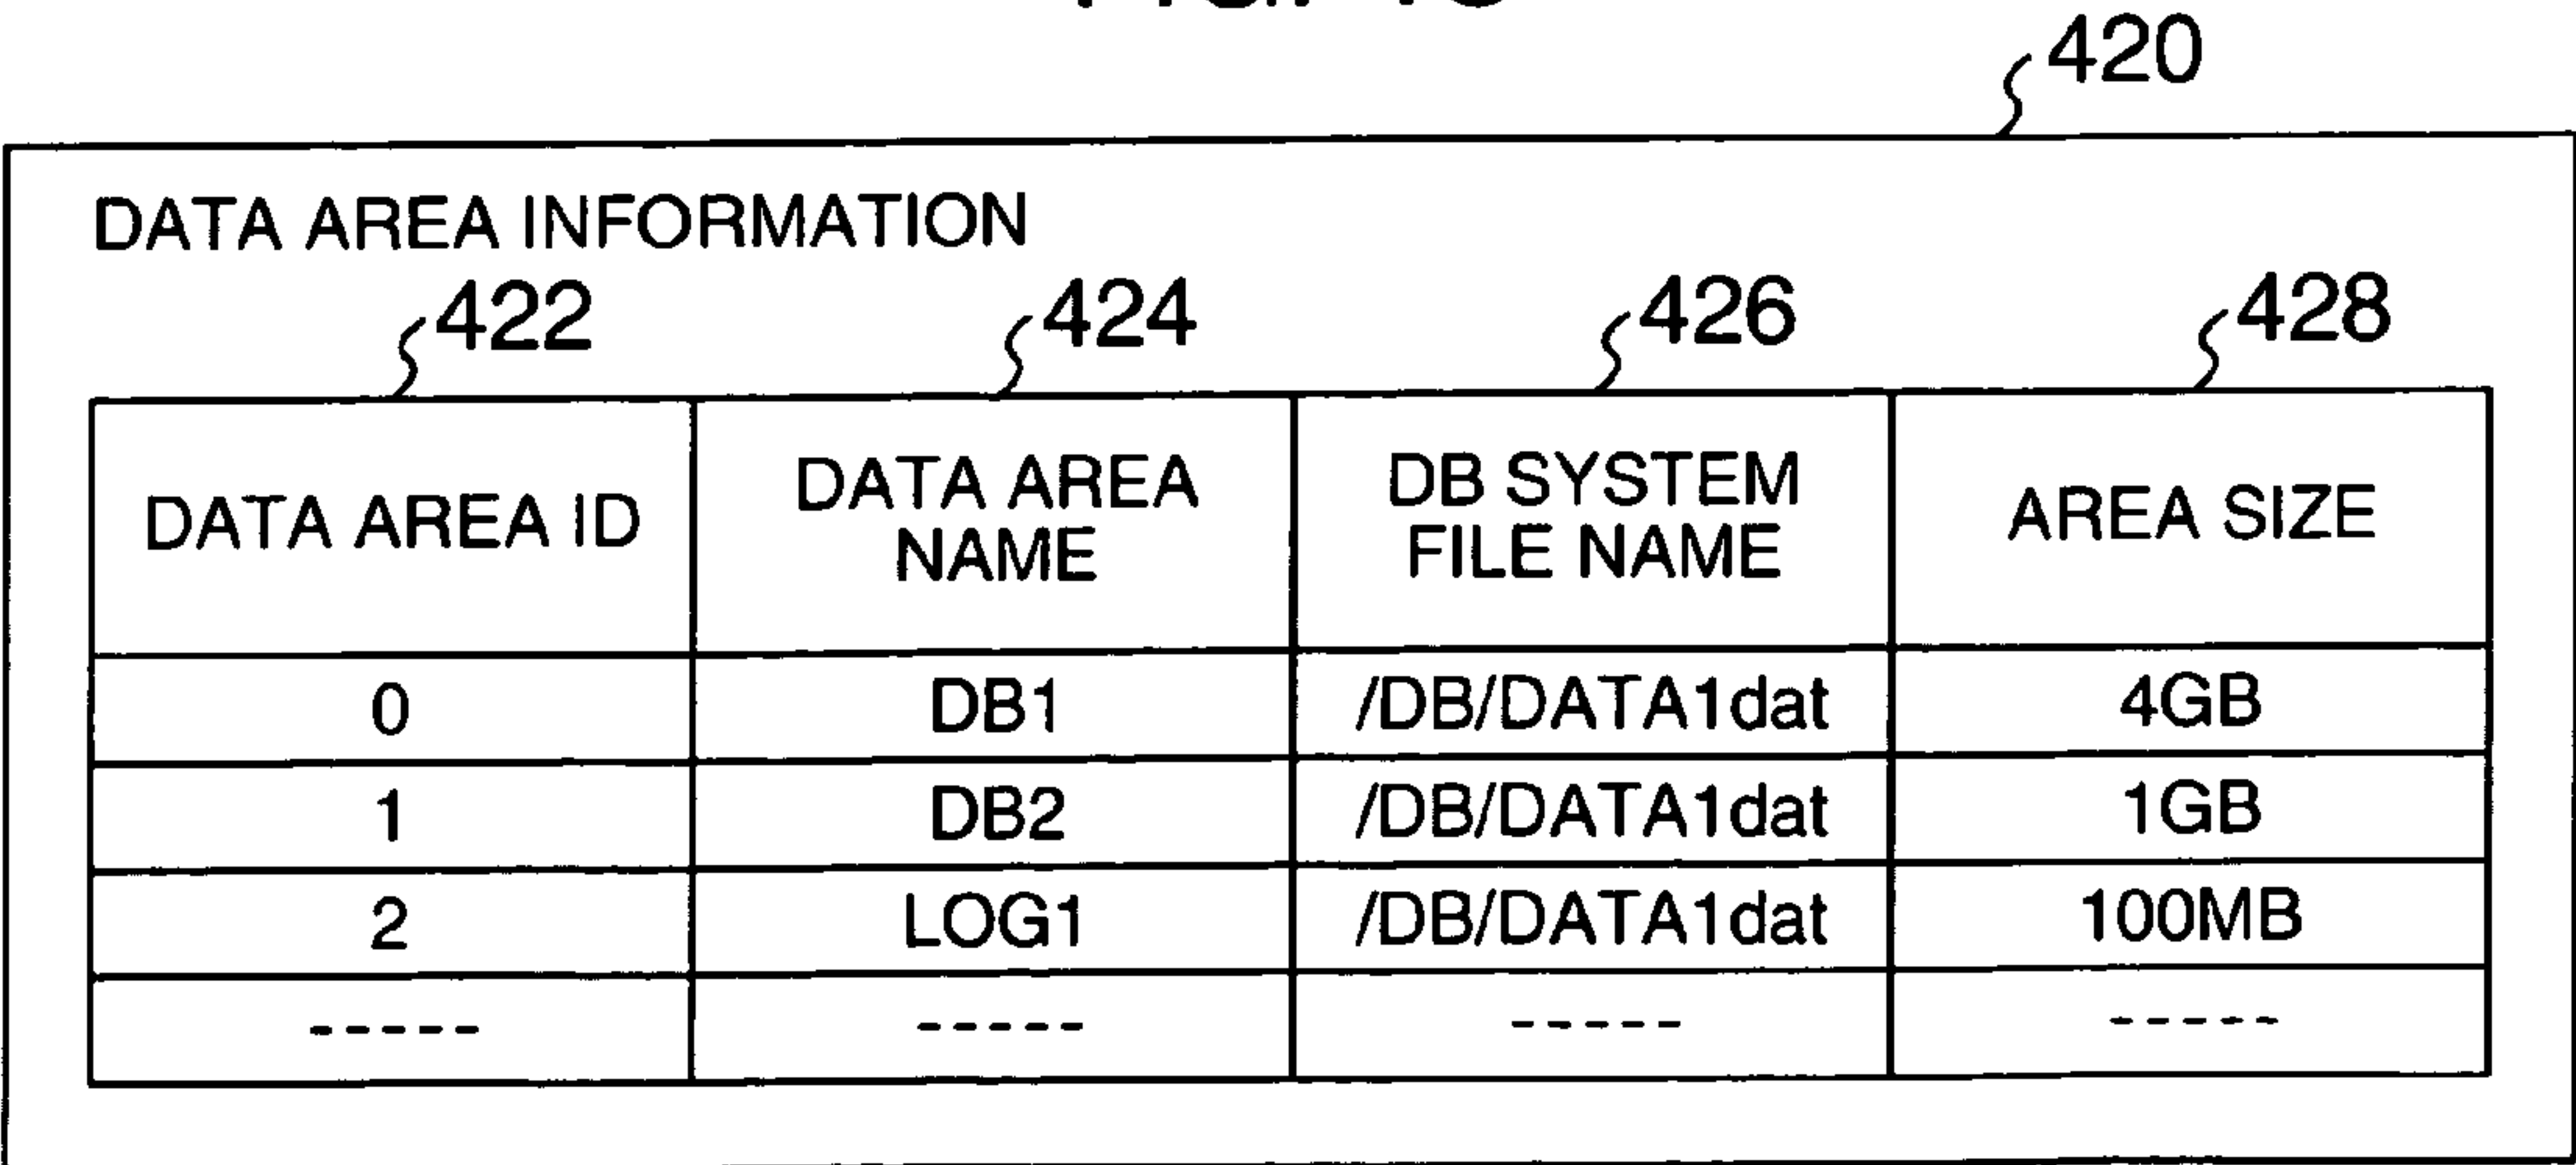 420
DATA AREA INFORMATION
422 424 426 428
DATA AREA ID DATA AREA NAME DB SYSTEM FILE NAME AREA SIZE
0 DB1 /DB/DATA1dat 4GB
1 DB2 /DB/DATA1dat 1GB
2 LOG1 /DB/DATA1dat 100MB
----- ----- ----- -----